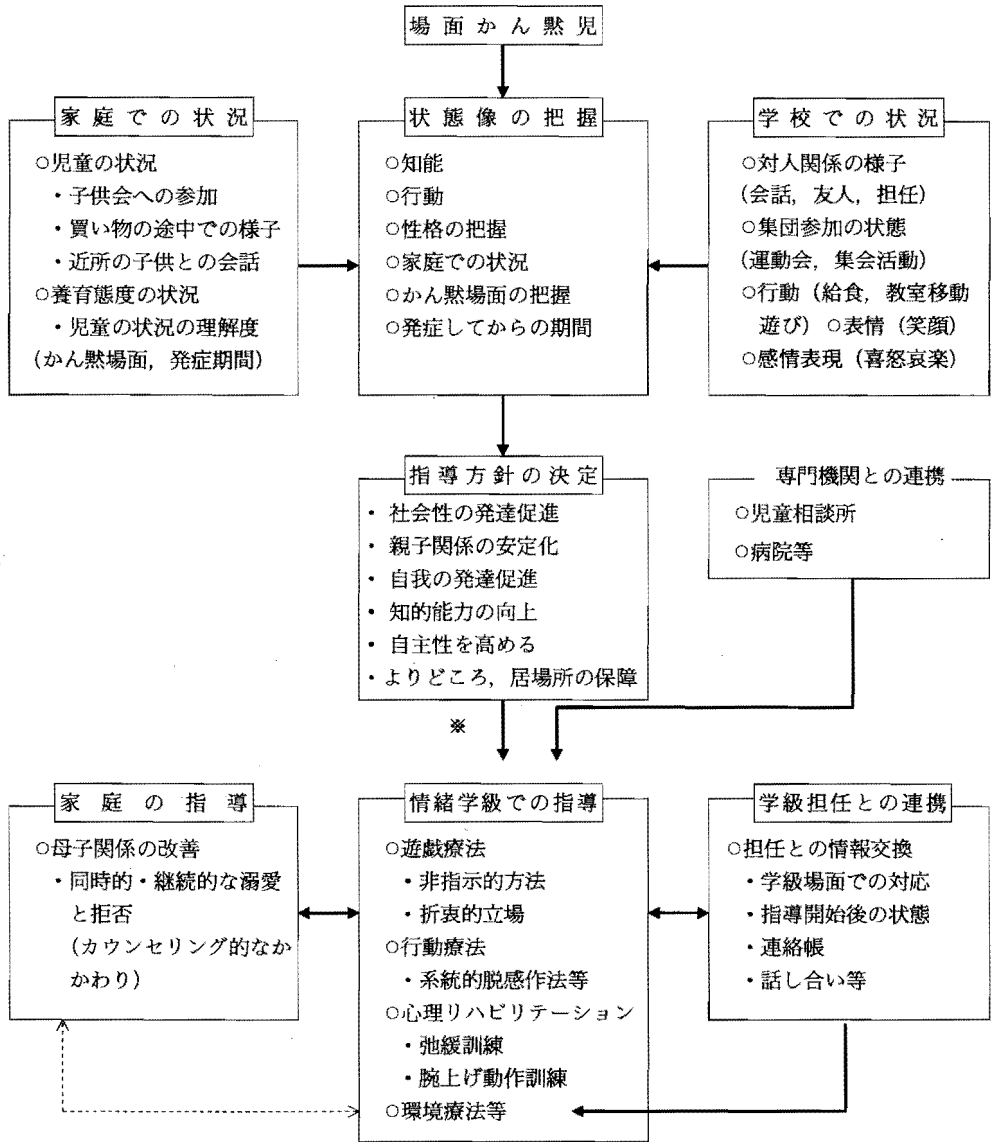 場面かん黙児
家庭での状況
○児童の状況
・子供会への参加
・買い物の途中での様子
・近所の子供との会話
○養育態度の状況
・児童の状況の理解度
(かん黙場面，発症期間)
状態像の把握
○知能
○行動
○性格の把握
○家庭での状況
○かん黙場面の把握
○発症してからの期間
学校での状況
○対人関係の様子
(会話，友人，担任)
○集団参加の状態
(運動会，集会活動)
○行動（給食，教室移動
遊び）○表情（笑顔）
○感情表現（喜怒哀楽）
指導方針の決定
・社会性の発達促進
・親子関係の安定化
・自我の発達促進
・知的能力の向上
・自主性を高める
・よりどころ，居場所の保障
専門機関との連携
○児童相談所
○病院等
※
家庭の指導
○母子関係の改善
・同時的・継続的な溺愛
と拒否
(カウンセリング的なか
かわり）
情緒学級での指導
○遊戯療法
・非指示的方法
・折衷的立場
○行動療法
・系統的脱感作法等
○心理リハビリテーション
・弛緩訓練
・腕上げ動作訓練
○環境療法等
学級担任との連携
○担任との情報交換
・学級場面での対応
・指導開始後の状態
・連絡帳
・話し合い等